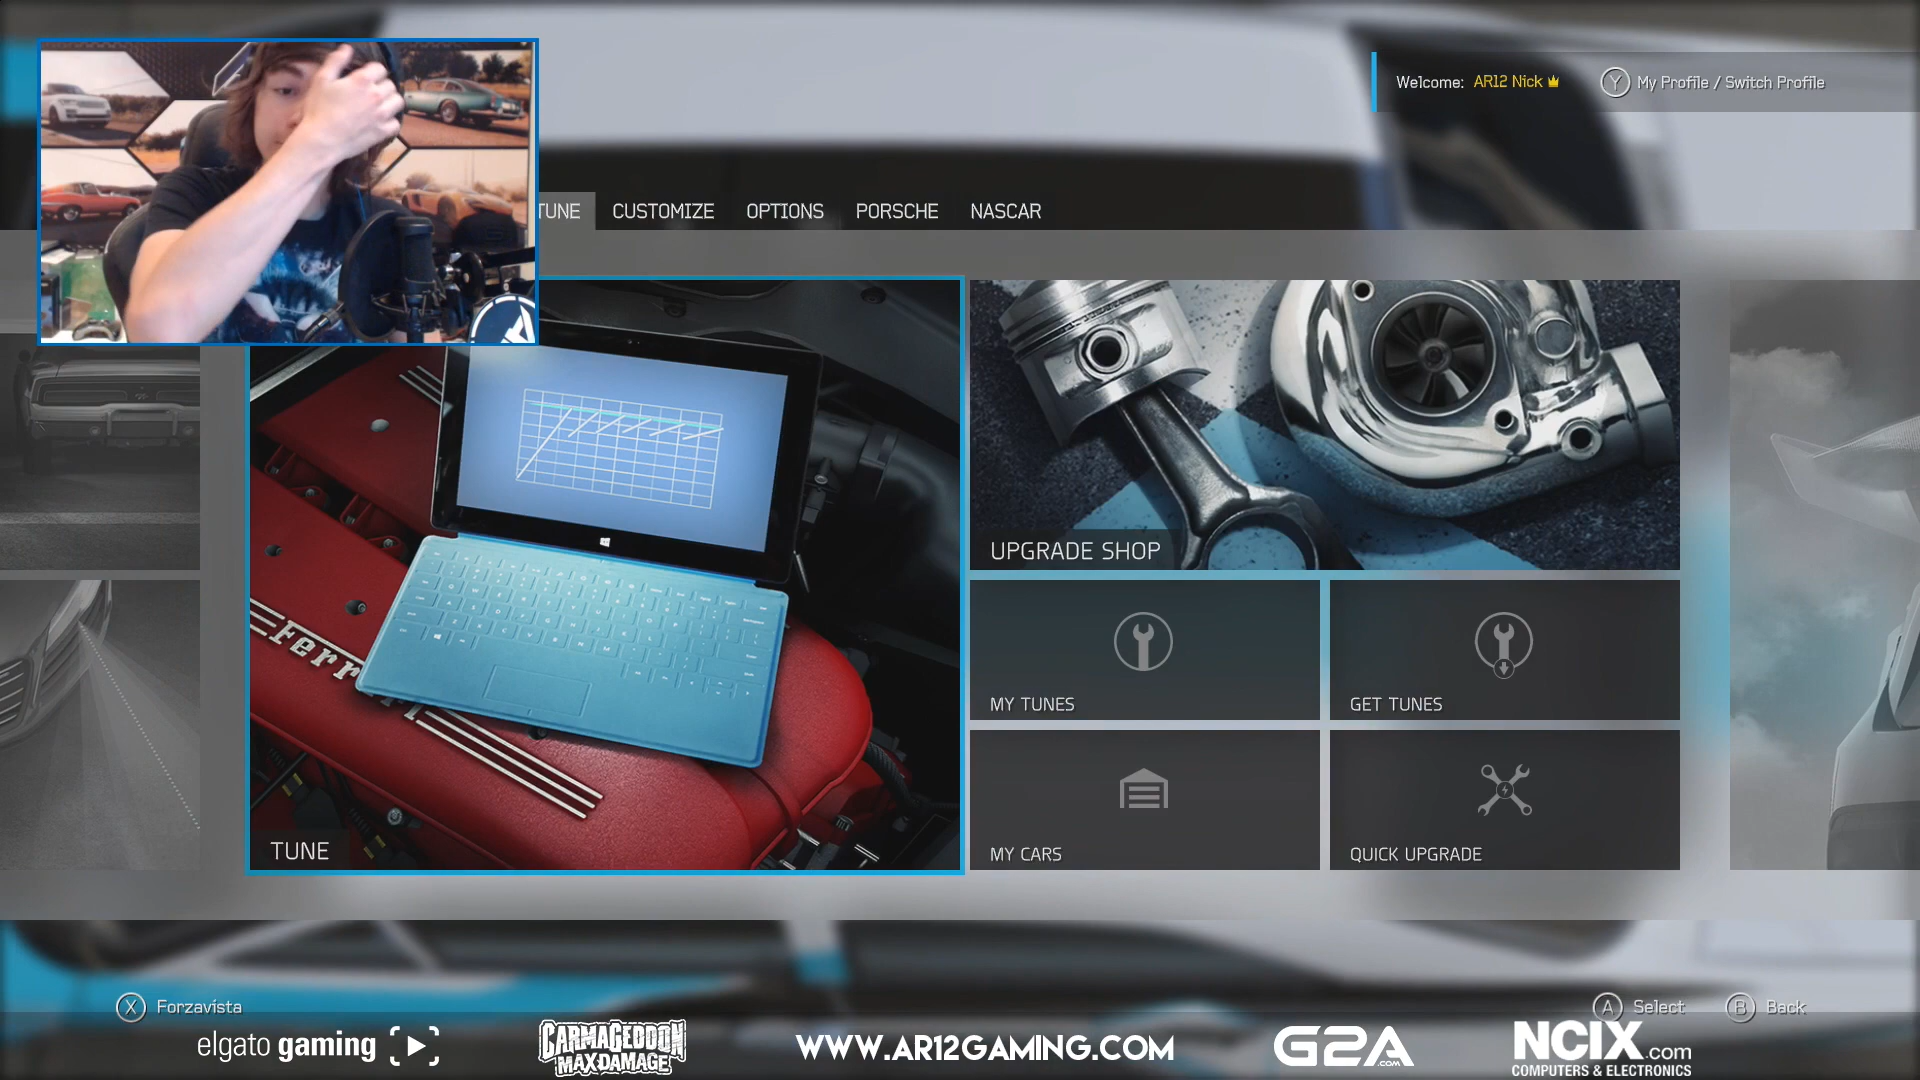 Welcome: AR12 Nick
Y My Profile / Switch Profile
TUNE CUSTOMIZE OPTIONS PORSCHE NASCAR
UPGRADE SHOP
MY TUNES
GET TUNES
TUNE
MY CARS
QUICK UPGRADE
X Forzavista
A Select
B Back
elgato gaming
CARMAGEDDON
MAX DAMAGE
WWW.AR12GAMING.COM
G2A
.COM
NCIX.com
COMPUTERS & ELECTRONICS